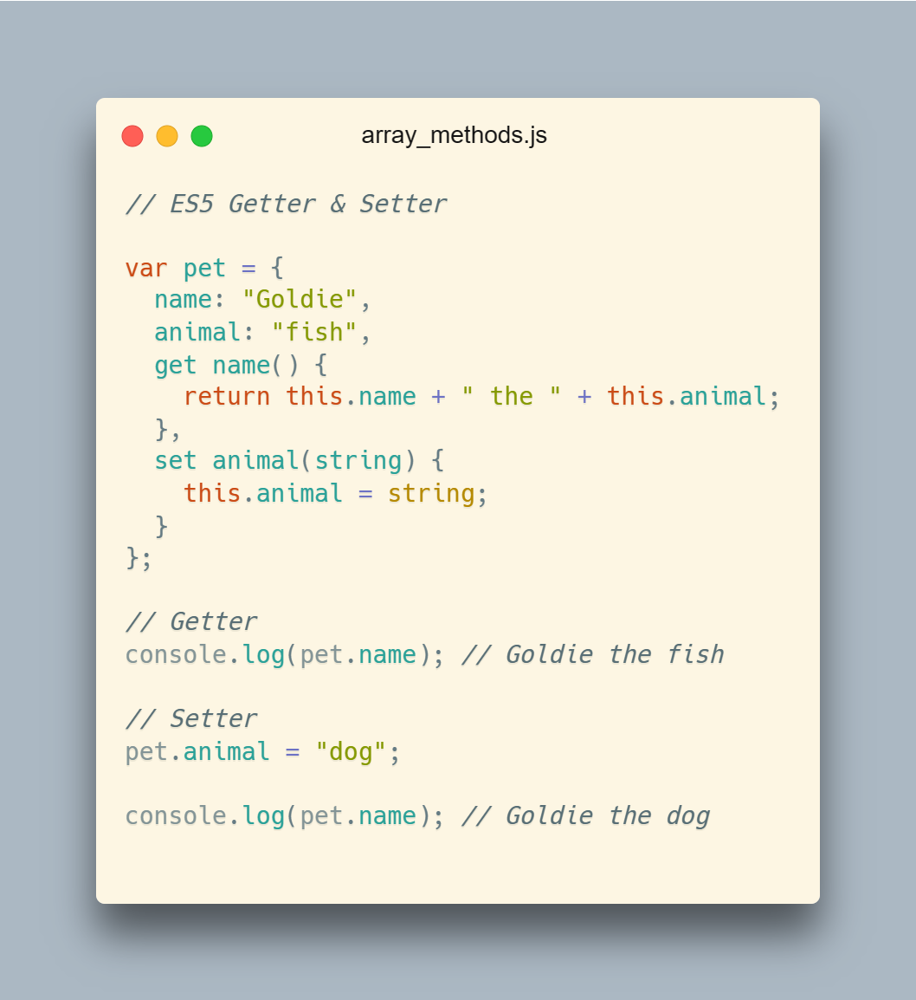 array_methods.js
// ES5 Getter & Setter
var pet = {
  name: "Goldie",
  animal: "fish",
  get name() {
    return this.name + " the " + this.animal;
  },
  set animal(string) {
    this.animal = string;
  }
};
// Getter
console.log(pet.name); // Goldie the fish
// Setter
pet.animal = "dog";
console.log(pet.name); // Goldie the dog